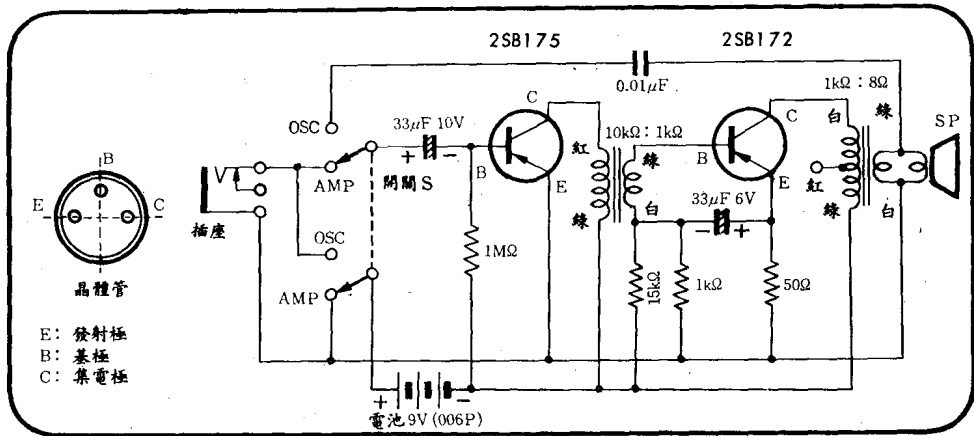 2SB175
2SB172
0.01μF
1kΩ：8Ω
白
綠
SP
OSC
33μF 10V
C
10kΩ：1kΩ
C
B
+
-
紅
綠
B
AMP
開關S
B
E
E
紅
E
C
V
33μF 6V
綠
白
插座
綠
白
-
+
OSC
1MΩ
15kΩ
1kΩ
50Ω
晶體管
AMP
E：發射極
B：基極
C：集電極
+
-
電池 9V (006P)